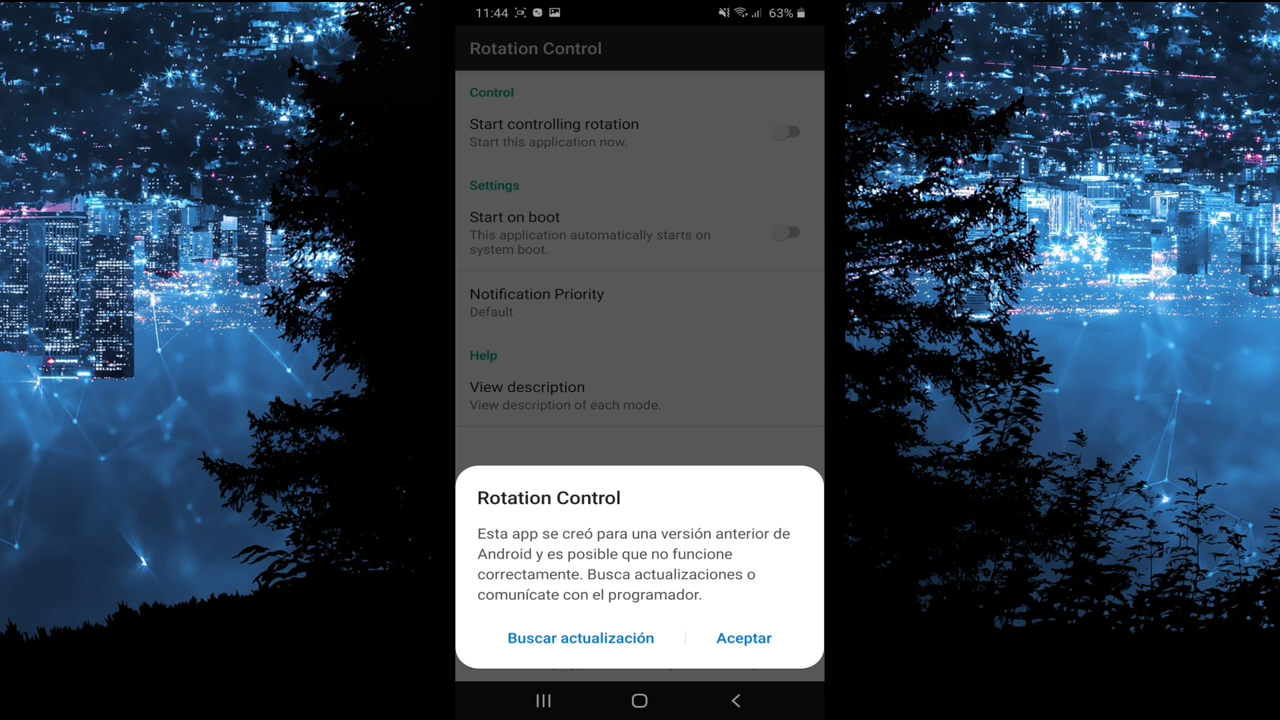 11:44 63%
Rotation Control
Control
Start controlling rotation
Start this application now.
Settings
Start on boot
This application automatically starts on
system boot.
Notification Priority
Default
Help
View description
View description of each mode.
Rotation Control
Esta app se creó para una versión anterior de
Android y es posible que no funcione
correctamente. Busca actualizaciones o
comunícate con el programador.
Buscar actualización Aceptar